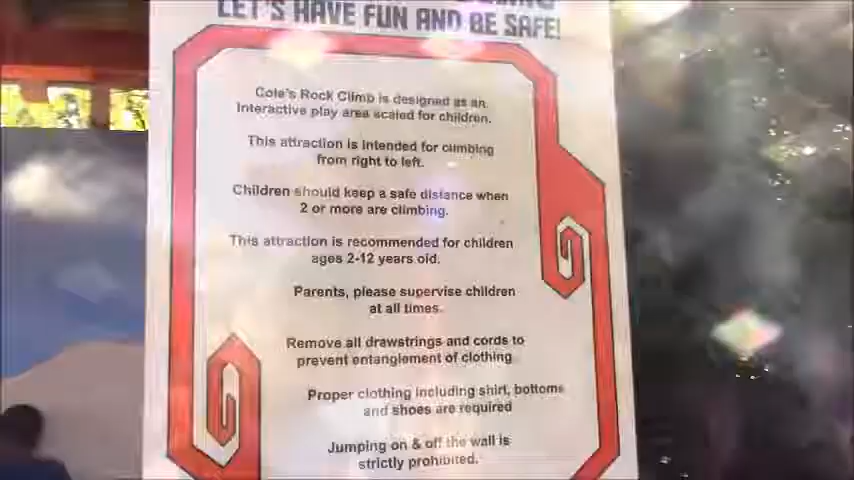 LET'S HAVE FUN AND BE SAFE!
Cole's Rock Climb is designed as an
Interactive play area scaled for children.
This attraction is intended for climbing
from right to left.
Children should keep a safe distance when
2 or more are climbing.
This attraction is recommended for children
ages 2-12 years old.
Parents, please supervise children
at all times.
Remove all drawstrings and cords to
prevent entanglement of clothing
Proper clothing including shirt, bottoms
and shoes are required
Jumping on & off the wall is
strictly prohibited.